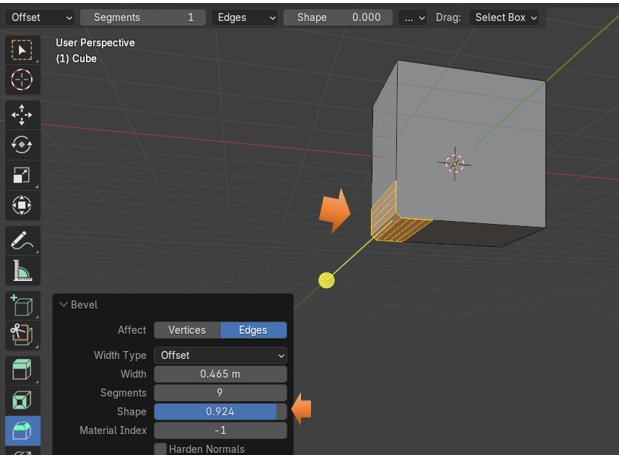 Offset Segments 1 Edges Shape 0.000 ... Drag: Select Box
User Perspective
(1) Cube
Bevel
Affect Vertices Edges
Width Type Offset
Width 0.465 m
Segments 9
Shape 0.924
Material Index -1
Harden Normals